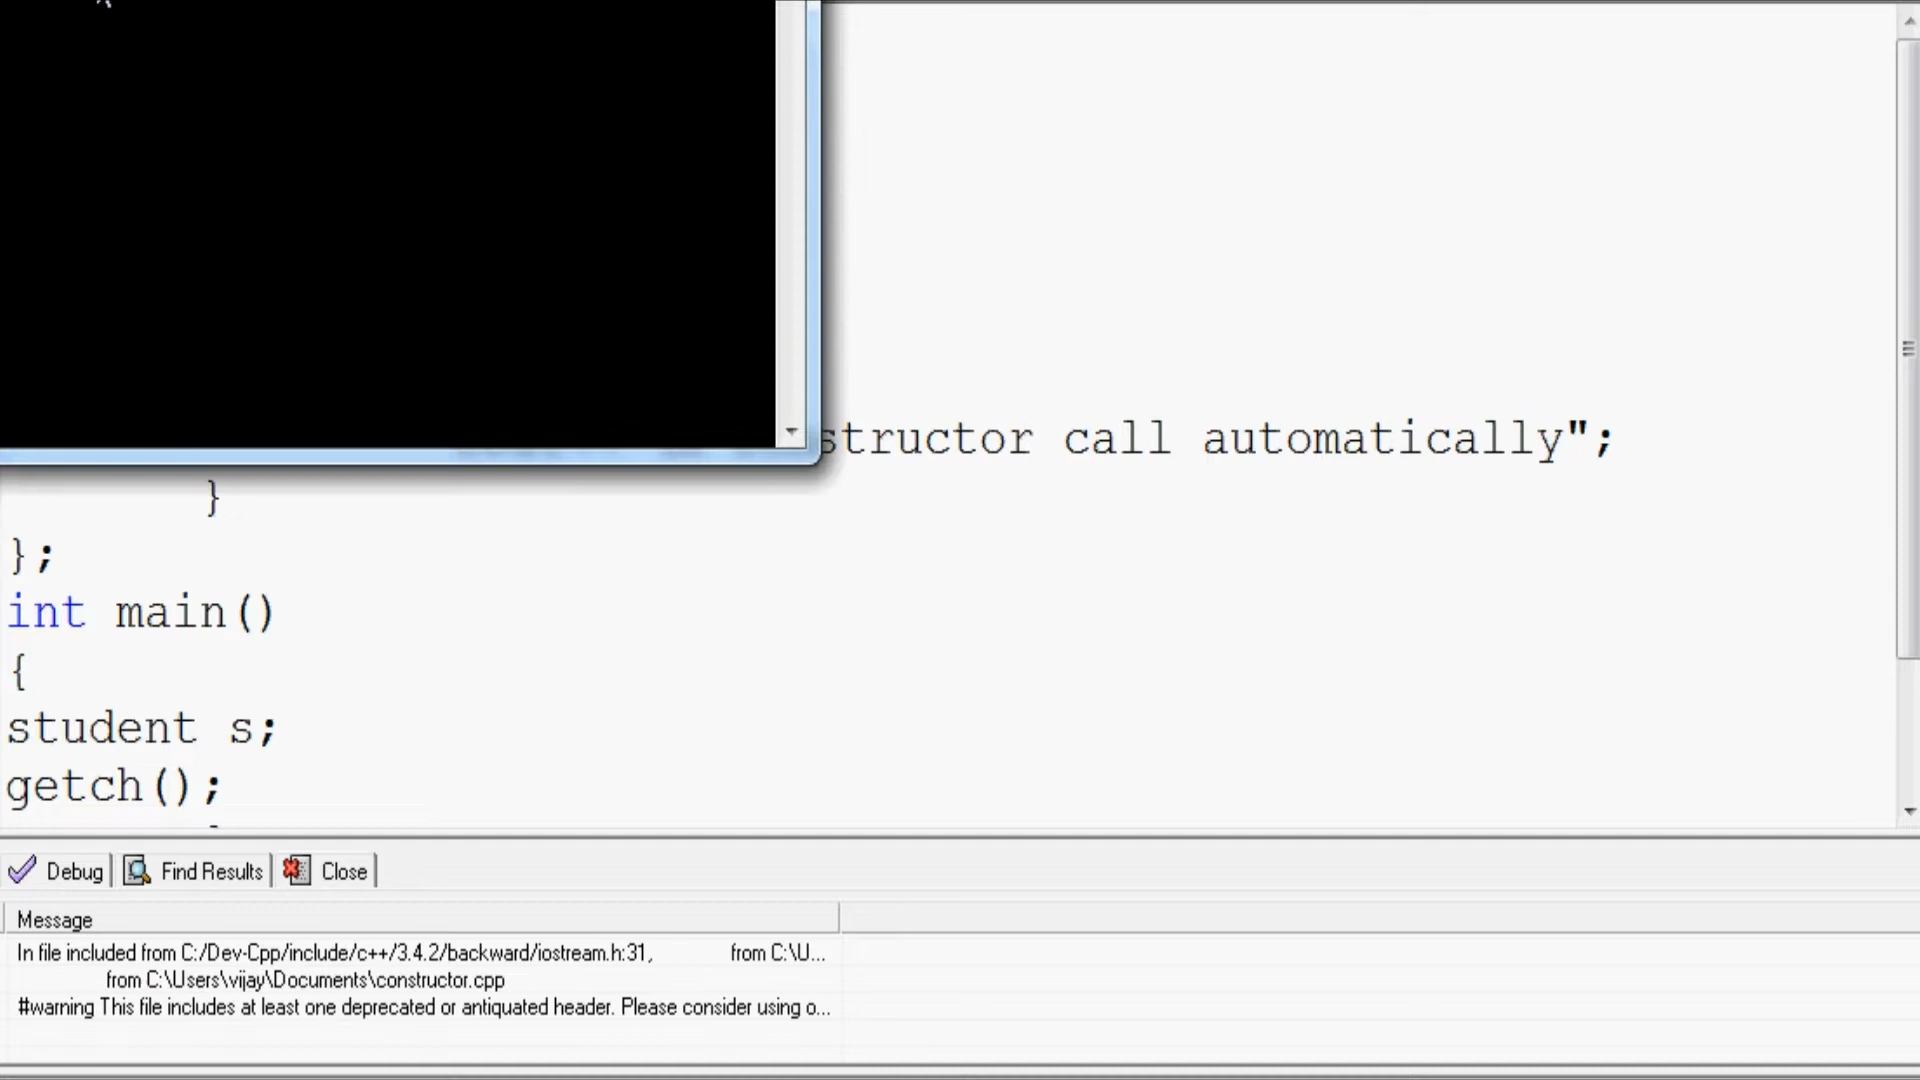 structor call automatically";
}
};
int main()
{
student s;
getch();
Debug Find Results Close
Message
In file included from C:/Dev-Cpp/include/c++/3.4.2/backward/iostream.h:31, from C:\U...
from C:\Users\vijay\Documents\constructor.cpp
#warning This file includes at least one deprecated or antiquated header. Please consider using o...